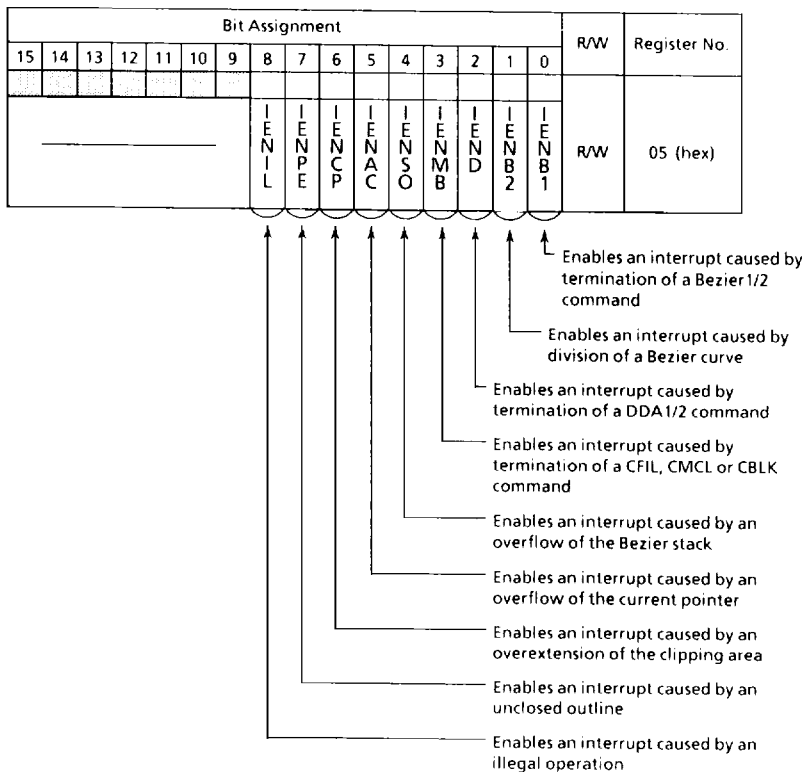 Bit Assignment
R/W
Register No.
15 14 13 12 11 10 9 8 7 6 5 4 3 2 1 0
IENIL
IENPE
IENCP
IENAC
IENSO
IENMB
IEND
IENB2
IENB1
R/W
05 (hex)
Enables an interrupt caused by
termination of a Bezier 1/2
command
Enables an interrupt caused by
division of a Bezier curve
Enables an interrupt caused by
termination of a DDA 1/2 command
Enables an interrupt caused by
termination of a CFIL, CMCL or CBLK
command
Enables an interrupt caused by an
overflow of the Bezier stack
Enables an interrupt caused by an
overflow of the current pointer
Enables an interrupt caused by an
overextension of the clipping area
Enables an interrupt caused by an
unclosed outline
Enables an interrupt caused by an
illegal operation